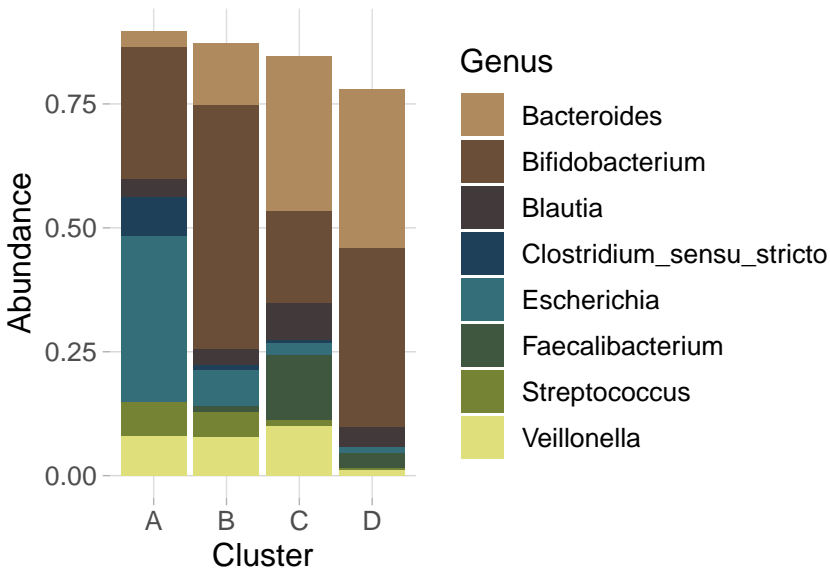 Abundance
0.75
0.50
0.25
0.00
A B C D
Cluster
Genus
Bacteroides
Bifidobacterium
Blautia
Clostridium_sensu_stricto
Escherichia
Faecalibacterium
Streptococcus
Veillonella